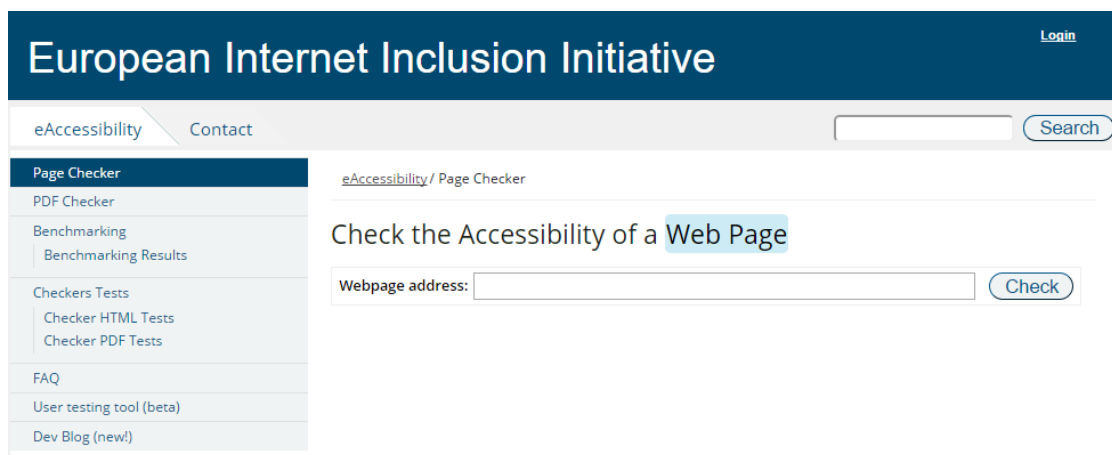 Login
European Internet Inclusion Initiative
eAccessibility Contact Search
Page Checker
PDF Checker
Benchmarking
Benchmarking Results
Checkers Tests
Checker HTML Tests
Checker PDF Tests
FAQ
User testing tool (beta)
Dev Blog (new!)
eAccessibility / Page Checker
Check the Accessibility of a Web Page
Webpage address: Check